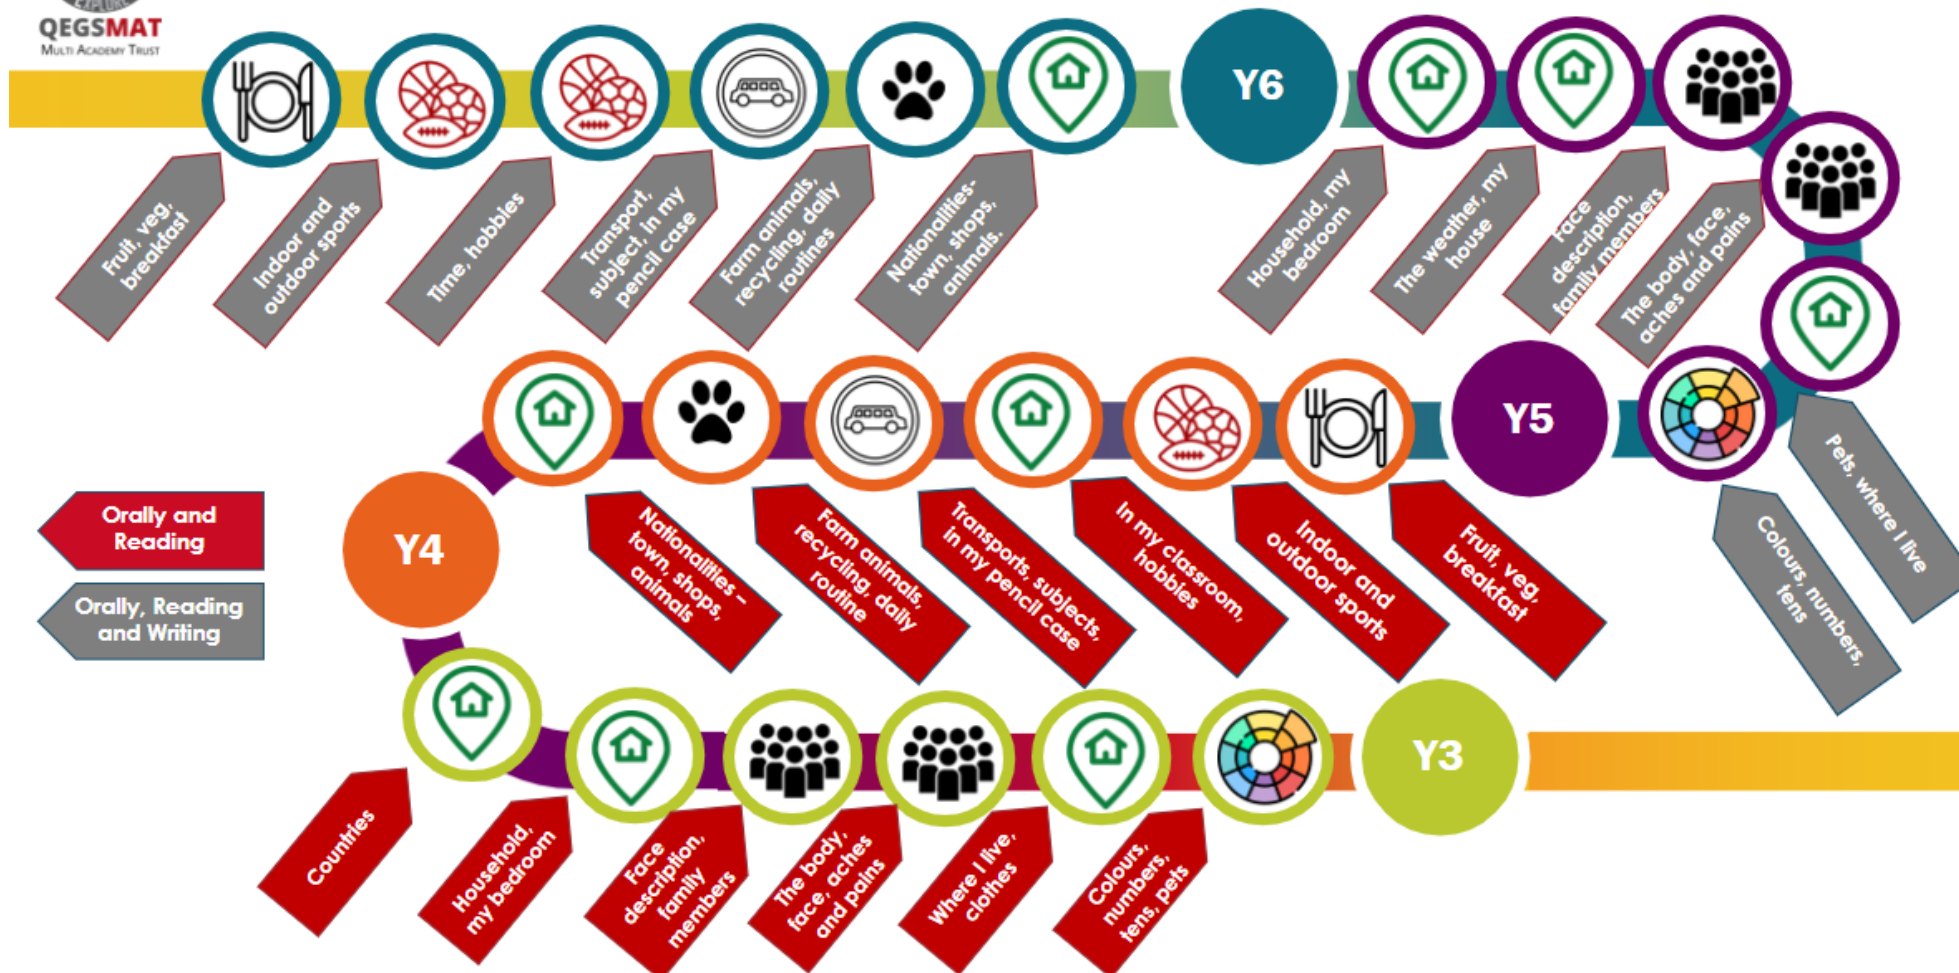 EXPLORE
QEGSMAT
MULTI ACADEMY TRUST
Y6
Fruit, veg,
breakfast
Indoor and
outdoor sports
Time, hobbies
Transport,
subject, in my
pencil case
Farm animals,
recycling, daily
routines
Nationalities-
town, shops,
animals.
Household, my
bedroom
The weather, my
house
Face
description,
family members
The body, face,
aches and pains
Y5
Pets, where I live
Colours, numbers,
tens
Y4
Nationalities –
town, shops,
animals
Farm animals,
recycling, daily
routine
Transports, subjects,
in my pencil case
In my classroom,
hobbies
Indoor and
outdoor sports
Fruit, veg,
breakfast
Orally and
Reading
Orally, Reading
and Writing
Y3
Countries
Household,
my bedroom
Face
description,
family
members
The body,
face, aches
and pains
Where I live,
clothes
Colours,
numbers,
tens, pets